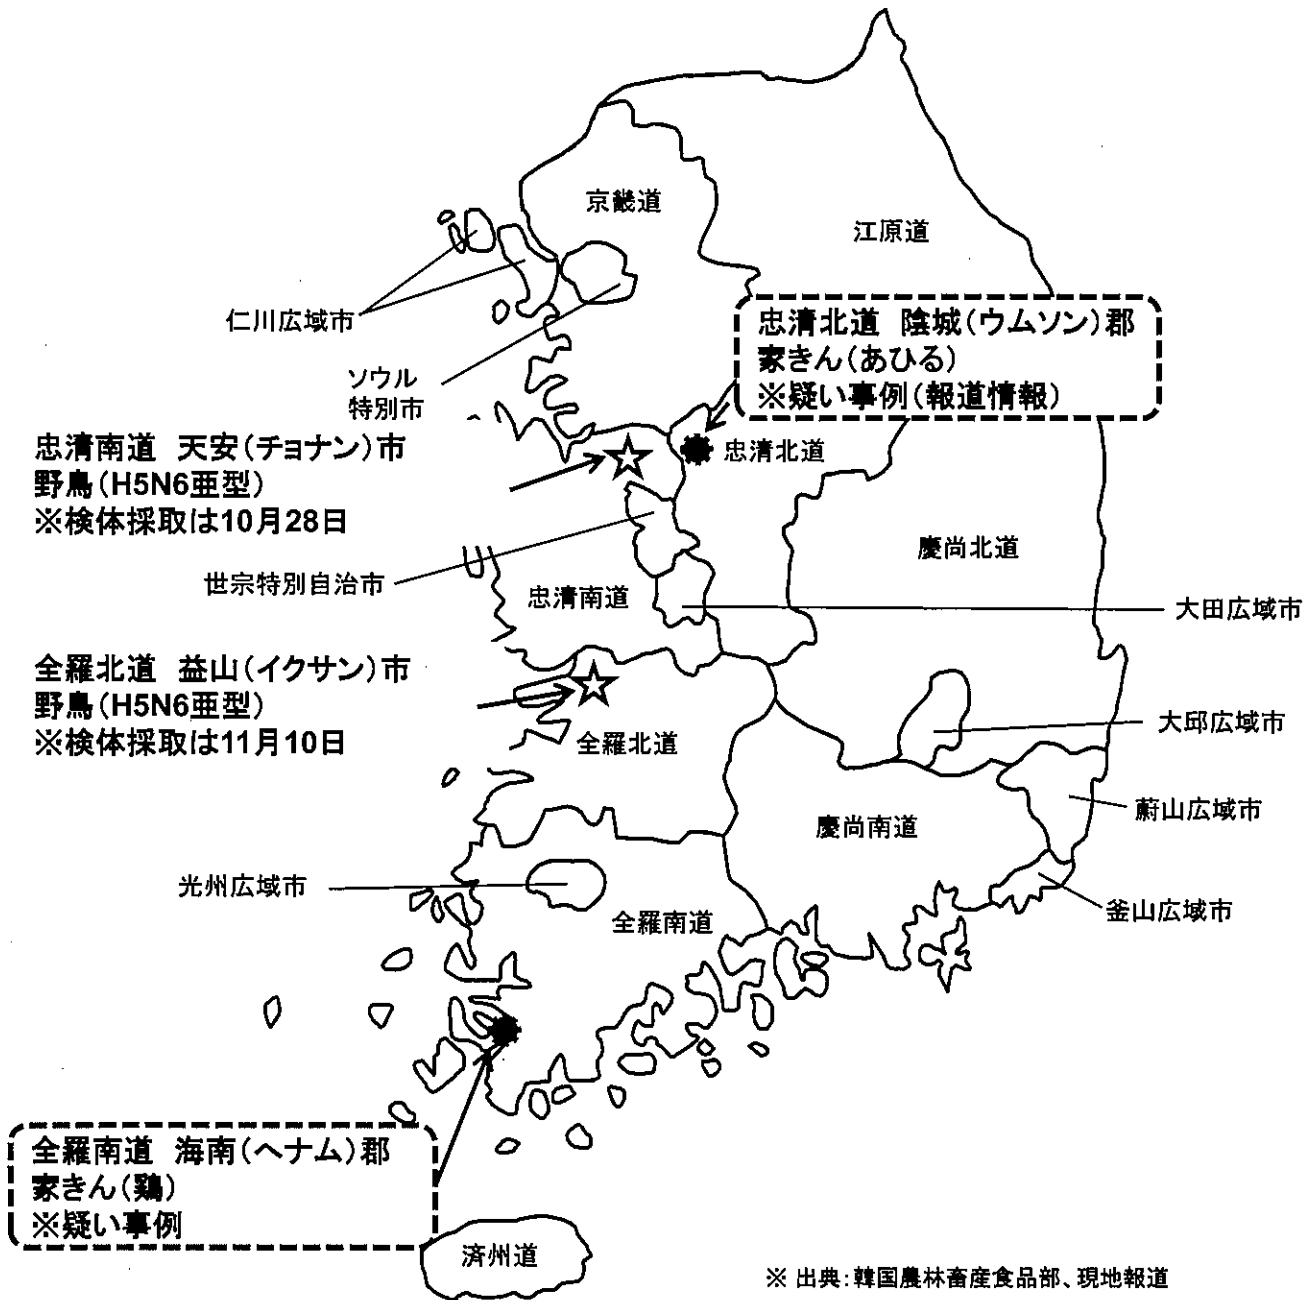 京畿道
江原道
仁川広域市
ソウル
特別市
忠清北道 陰城(ウムソン)郡
家きん(あひる)
※疑い事例(報道情報)
忠清南道 天安(チョナン)市
野鳥(H5N6亜型)
※検体採取は10月28日
忠清北道
慶尚北道
世宗特別自治市
忠清南道
大田広域市
全羅北道 益山(イクサン)市
野鳥(H5N6亜型)
※検体採取は11月10日
全羅北道
大邱広域市
慶尚南道
蔚山広域市
光州広域市
全羅南道
釜山広域市
全羅南道 海南(ヘナム)郡
家きん(鶏)
※疑い事例
済州道
※ 出典:韓国農林畜産食品部、現地報道